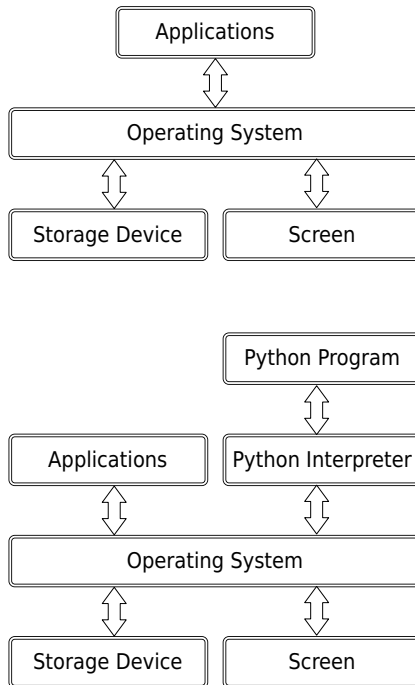 Applications
Operating System
Storage Device Screen
Python Program
Applications Python Interpreter
Operating System
Storage Device Screen